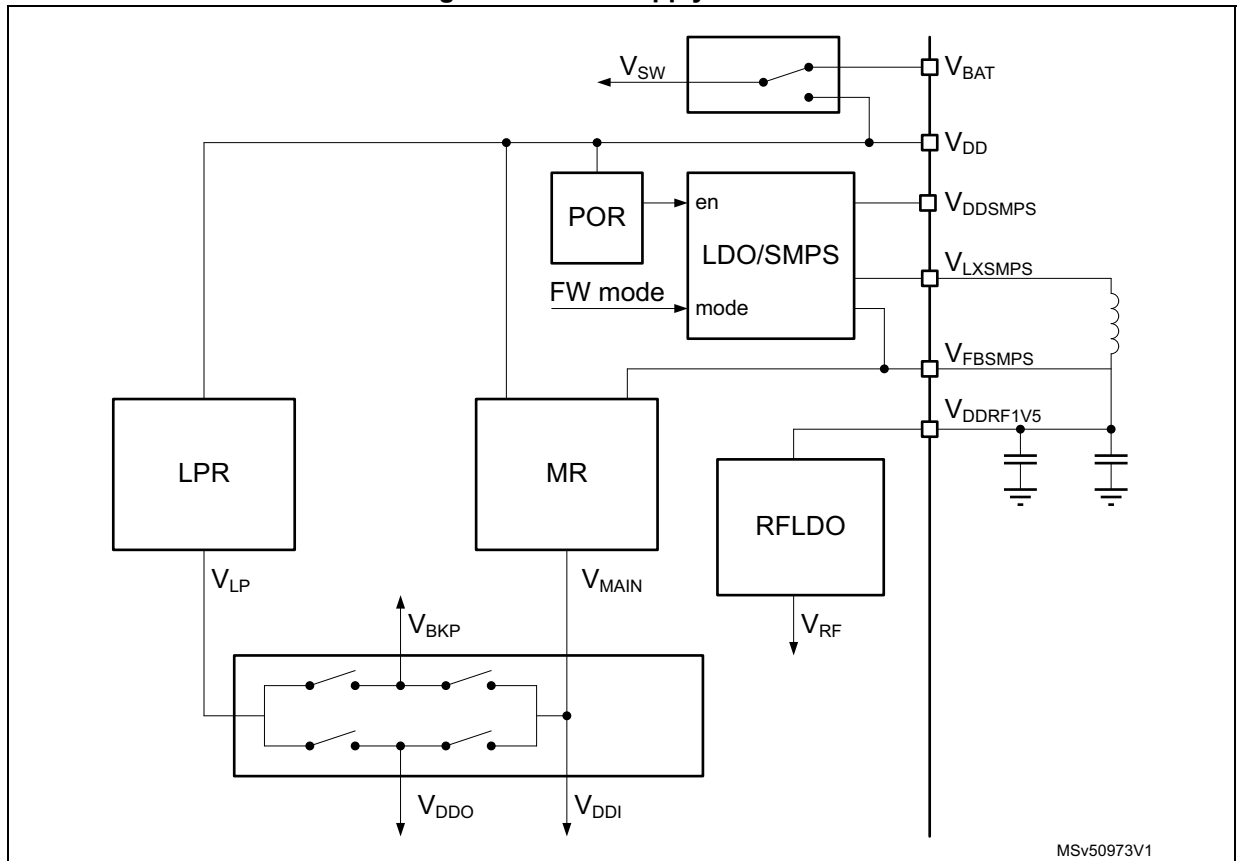 V_SW
V_BAT
V_DD
V_DDSMPS
POR
en
LDO/SMPS
V_LXSMPS
FW mode
mode
V_FBSMPS
V_DDRF1V5
LPR
MR
RFLDO
V_LP
V_MAIN
V_BKP
V_RF
V_DDO
V_DDI
MSv50973V1